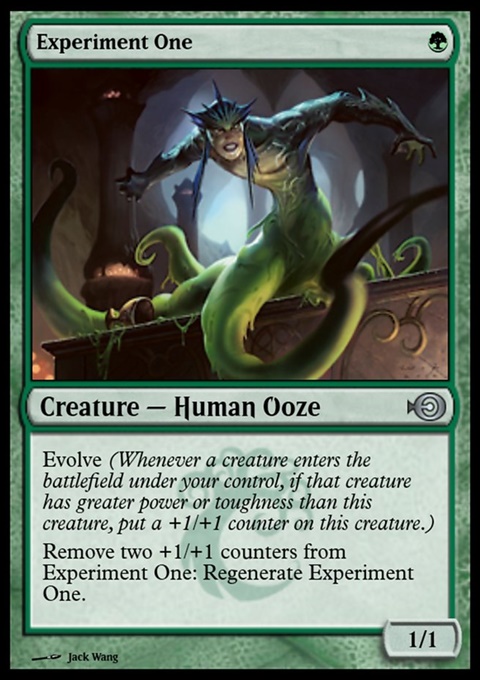 Experiment One
Creature — Human Ooze
Evolve (Whenever a creature enters the
battlefield under your control, if that creature
has greater power or toughness than this
creature, put a +1/+1 counter on this creature.)
Remove two +1/+1 counters from
Experiment One: Regenerate Experiment
One.
1/1
Jack Wang